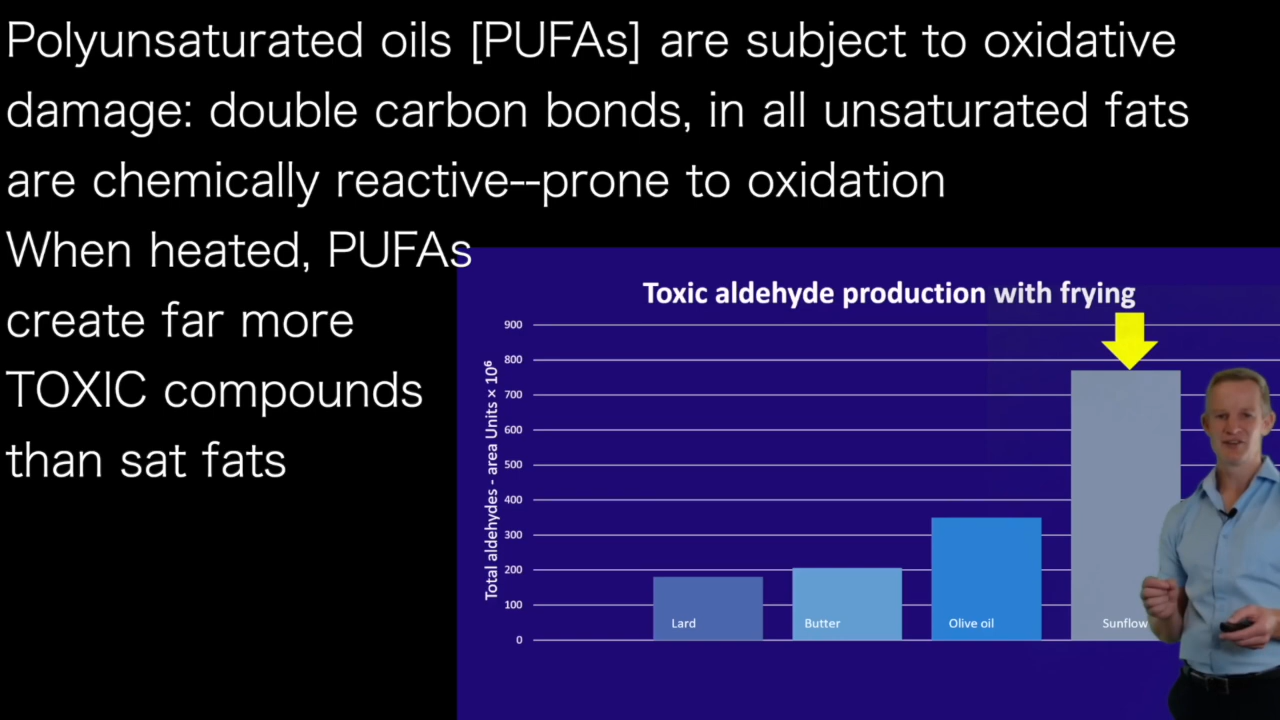 Polyunsaturated oils [PUFAs] are subject to oxidative
damage: double carbon bonds, in all unsaturated fats
are chemically reactive--prone to oxidation
When heated, PUFAs
create far more
TOXIC compounds
than sat fats
Toxic aldehyde production with frying
Total aldehydes - area Units × 10⁶
900
800
700
600
500
400
300
200
100
0
Lard
Butter
Olive oil
Sunflow